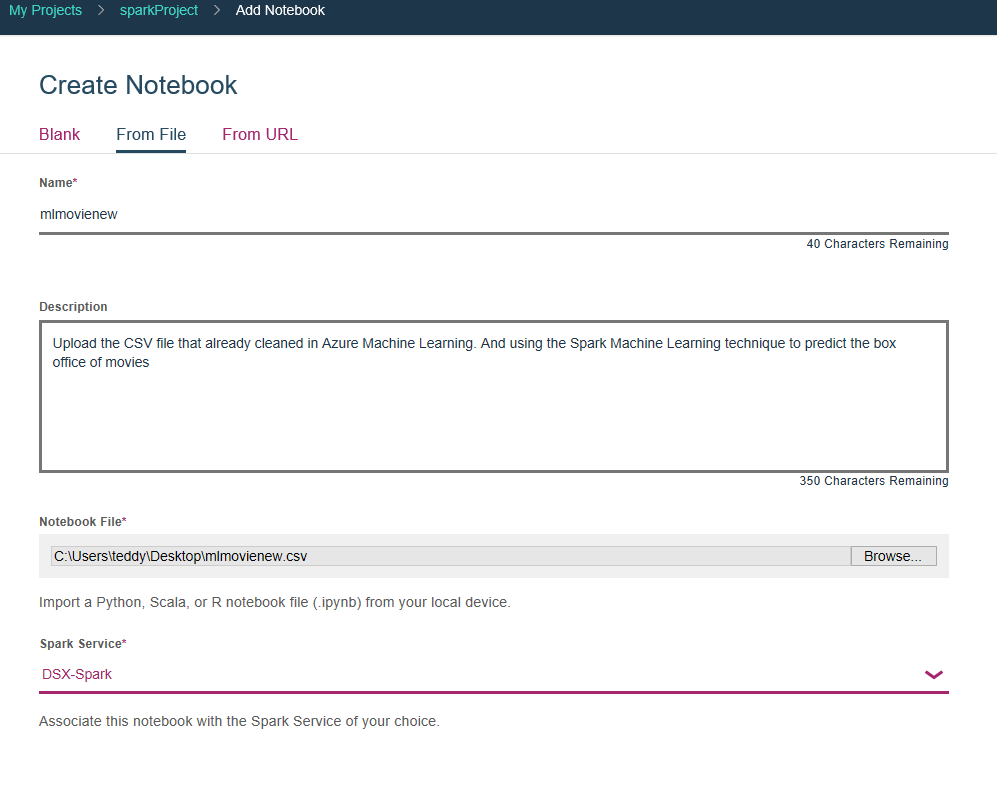 My Projects > sparkProject > Add Notebook
Create Notebook
Blank From File From URL
Name*
mlmovienew
40 Characters Remaining
Description
Upload the CSV file that already cleaned in Azure Machine Learning. And using the Spark Machine Learning technique to predict the box
office of movies
350 Characters Remaining
Notebook File*
C:\Users\teddy\Desktop\mlmovienew.csv Browse...
Import a Python, Scala, or R notebook file (.ipynb) from your local device.
Spark Service*
DSX-Spark
Associate this notebook with the Spark Service of your choice.